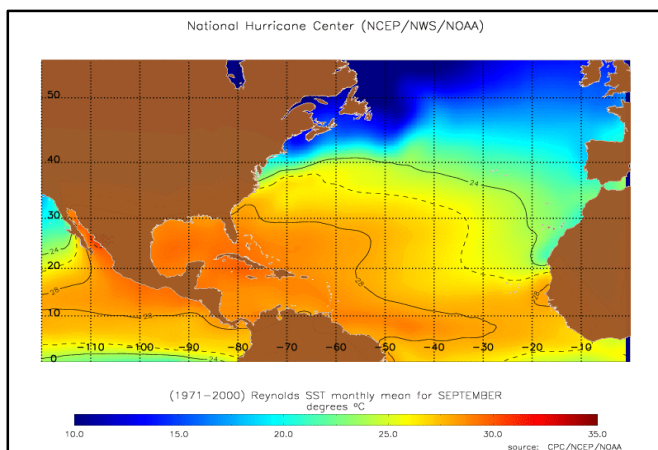 National Hurricane Center (NCEP/NWS/NOAA)
50
40
30
20
10
0
-110 -100 -90 -80 -70 -60 -50 -40 -30 -20 -10
24
24
28
28
28
28
24
(1971-2000) Reynolds SST monthly mean for SEPTEMBER
degrees ºC
10.0 15.0 20.0 25.0 30.0 35.0
source: CPC/NCEP/NOAA